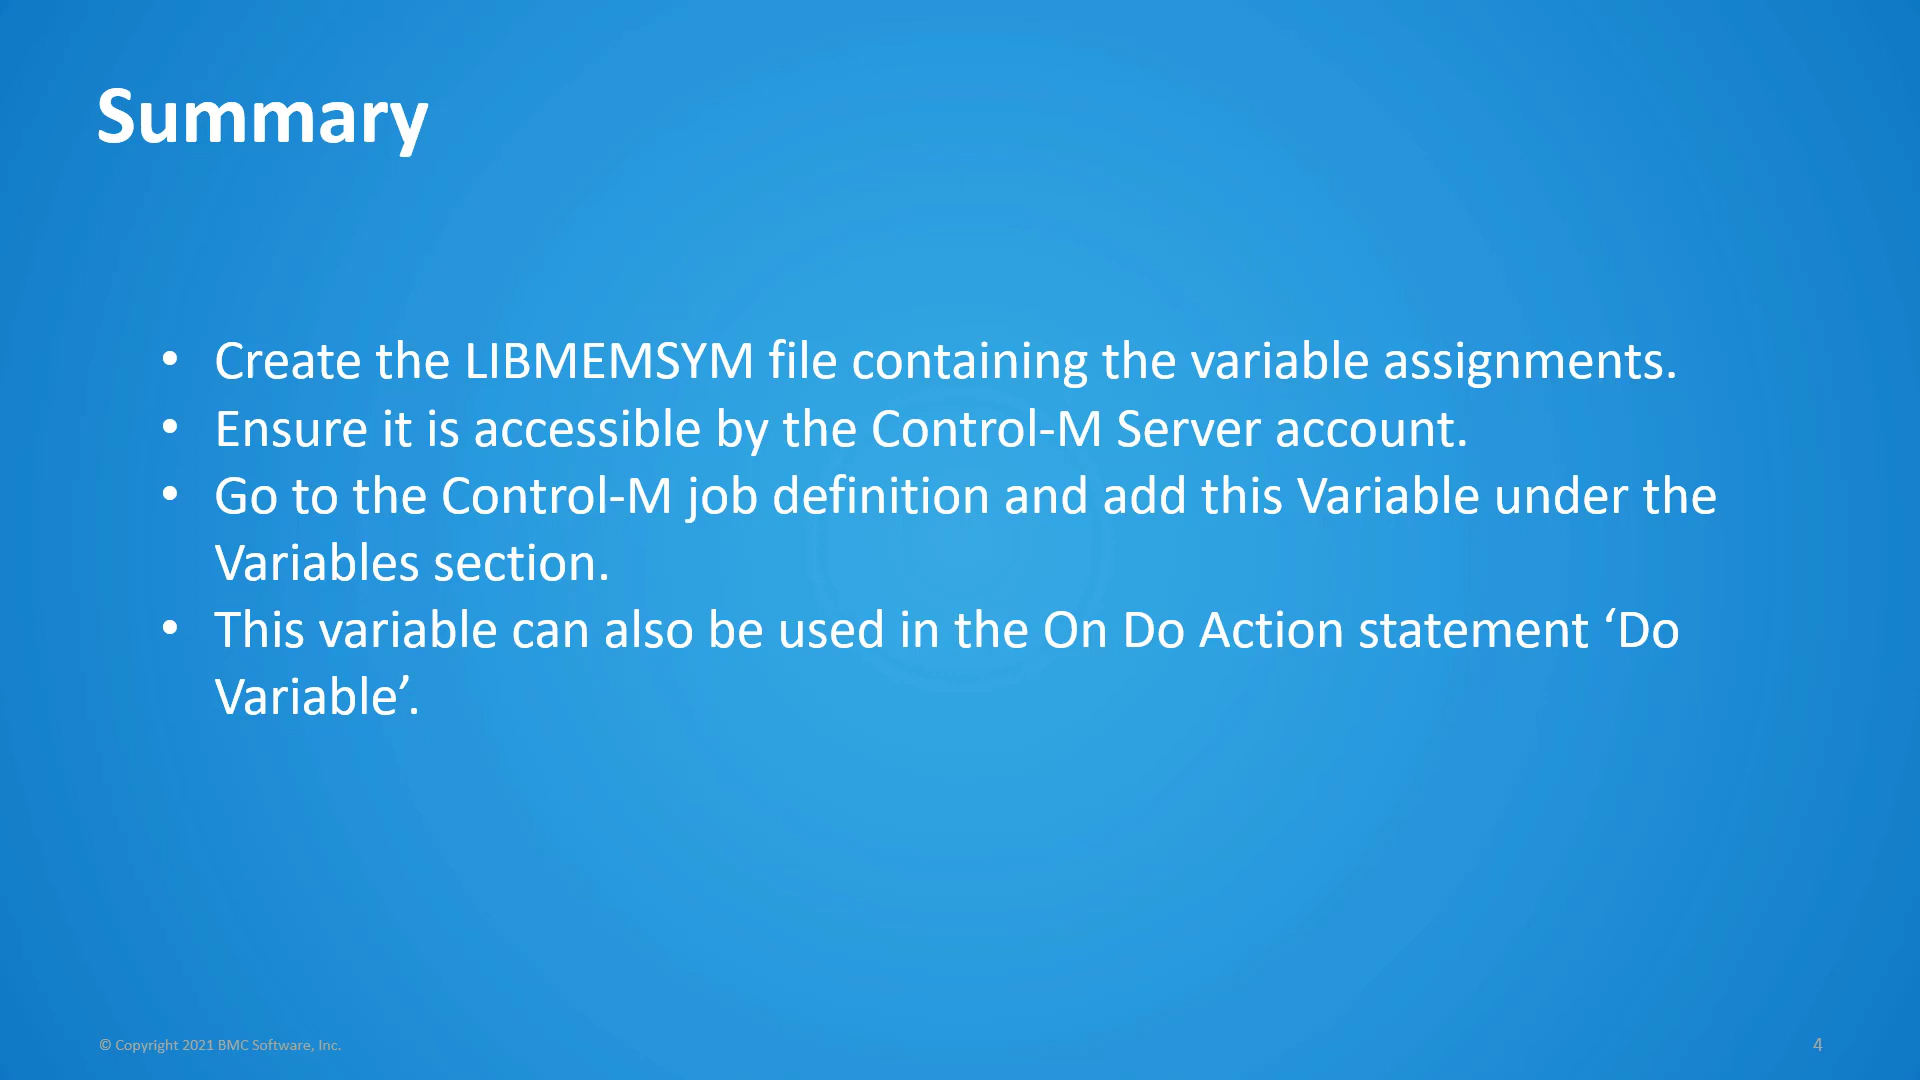 Summary
• Create the LIBMEMSYM file containing the variable assignments.
• Ensure it is accessible by the Control-M Server account.
• Go to the Control-M job definition and add this Variable under the
Variables section.
• This variable can also be used in the On Do Action statement ‘Do
Variable’.
© Copyright 2021 BMC Software, Inc.
4